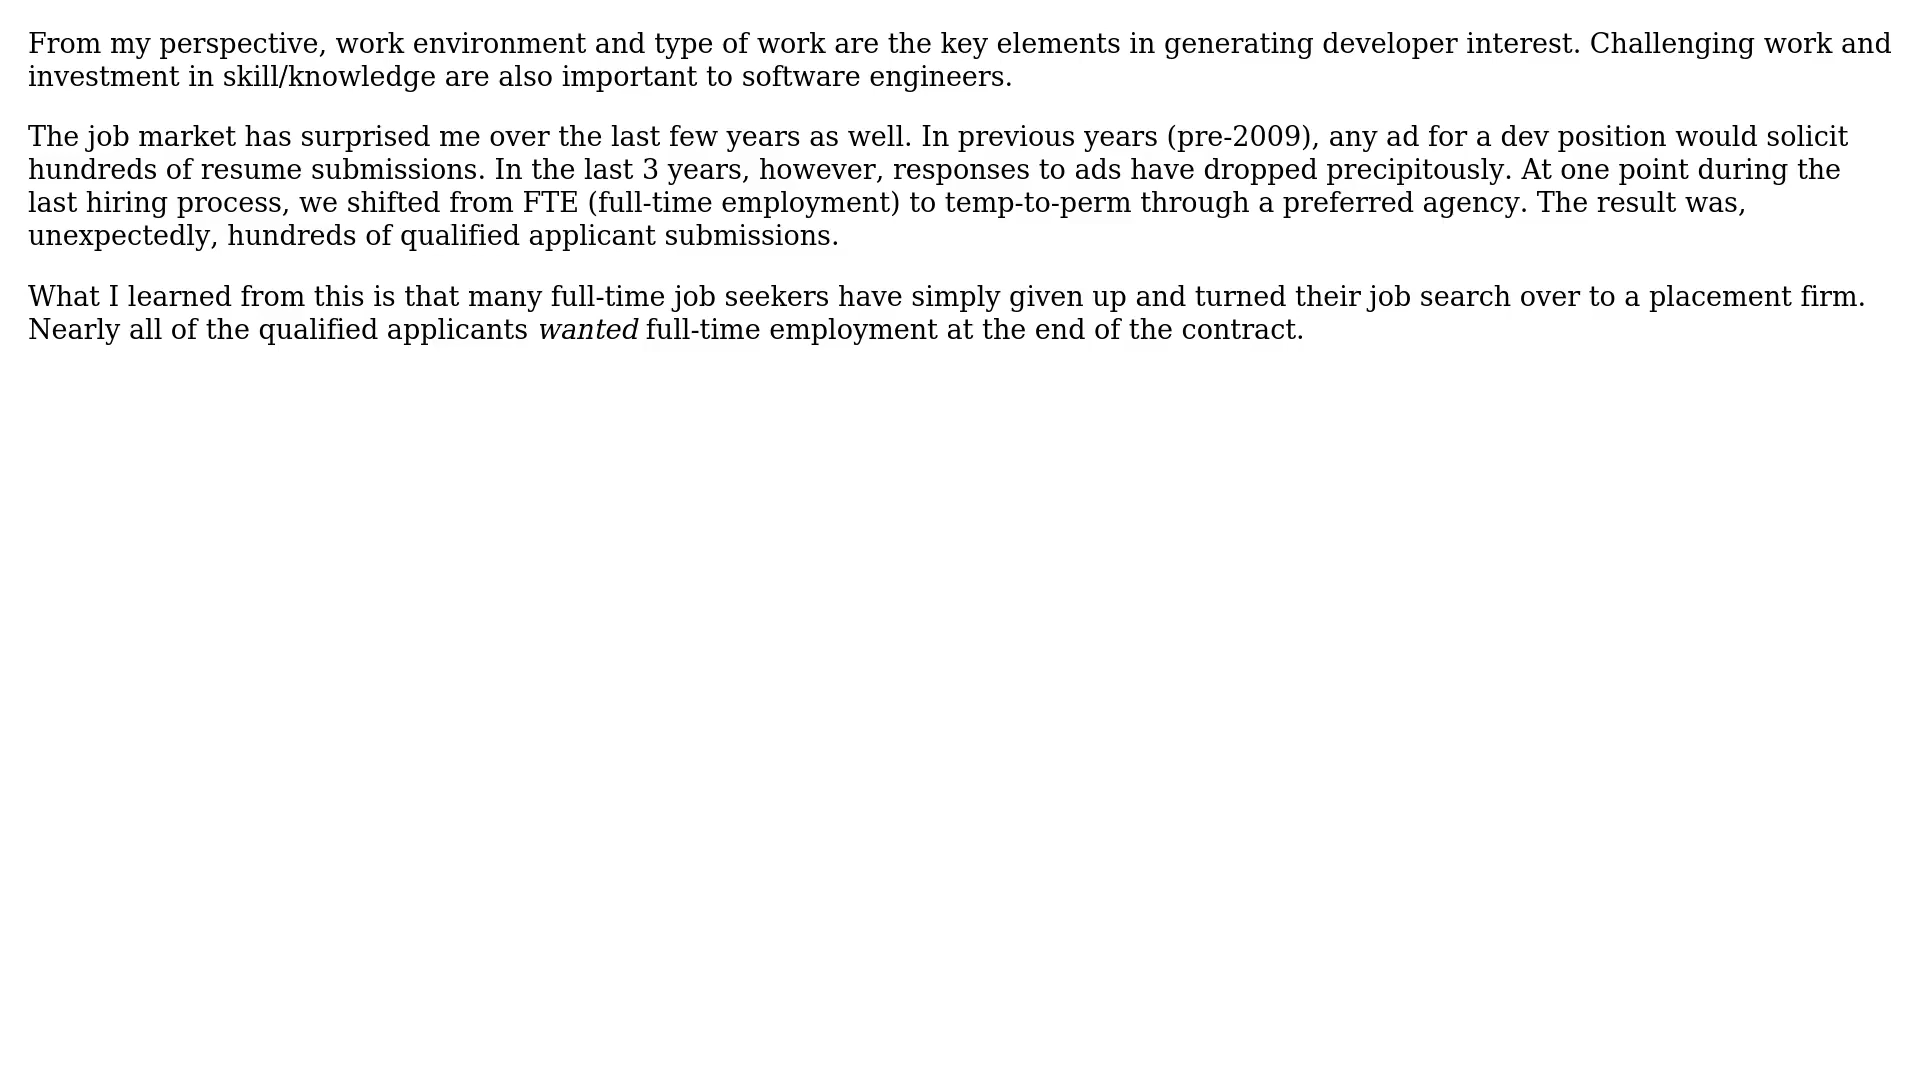 From my perspective, work environment and type of work are the key elements in generating developer interest. Challenging work and
investment in skill/knowledge are also important to software engineers.
The job market has surprised me over the last few years as well. In previous years (pre-2009), any ad for a dev position would solicit
hundreds of resume submissions. In the last 3 years, however, responses to ads have dropped precipitously. At one point during the
last hiring process, we shifted from FTE (full-time employment) to temp-to-perm through a preferred agency. The result was,
unexpectedly, hundreds of qualified applicant submissions.
What I learned from this is that many full-time job seekers have simply given up and turned their job search over to a placement firm.
Nearly all of the qualified applicants wanted full-time employment at the end of the contract.